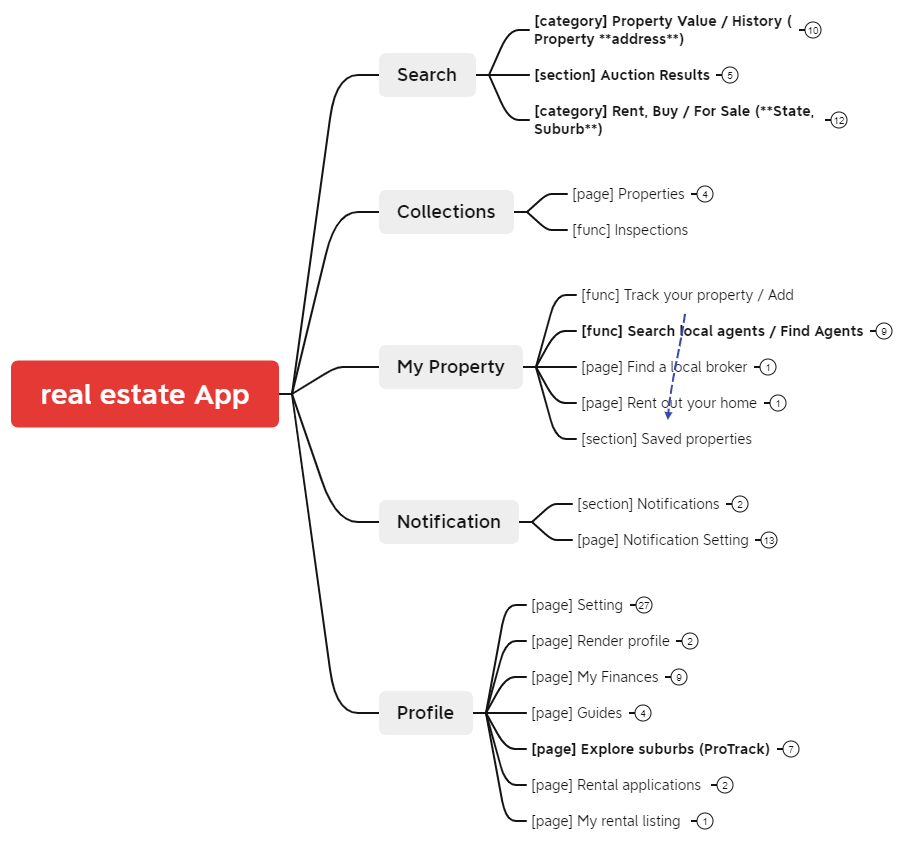 real estate App
Search
[category] Property Value / History (
Property **address**)
10
[section] Auction Results
5
[category] Rent, Buy / For Sale (**State,
Suburb**)
12
Collections
[page] Properties
4
[func] Inspections
My Property
[func] Track your property / Add
[func] Search local agents / Find Agents
9
[page] Find a local broker
1
[page] Rent out your home
1
[section] Saved properties
Notification
[section] Notifications
2
[page] Notification Setting
13
Profile
[page] Setting
27
[page] Render profile
2
[page] My Finances
9
[page] Guides
4
[page] Explore suburbs (ProTrack)
7
[page] Rental applications
2
[page] My rental listing
1